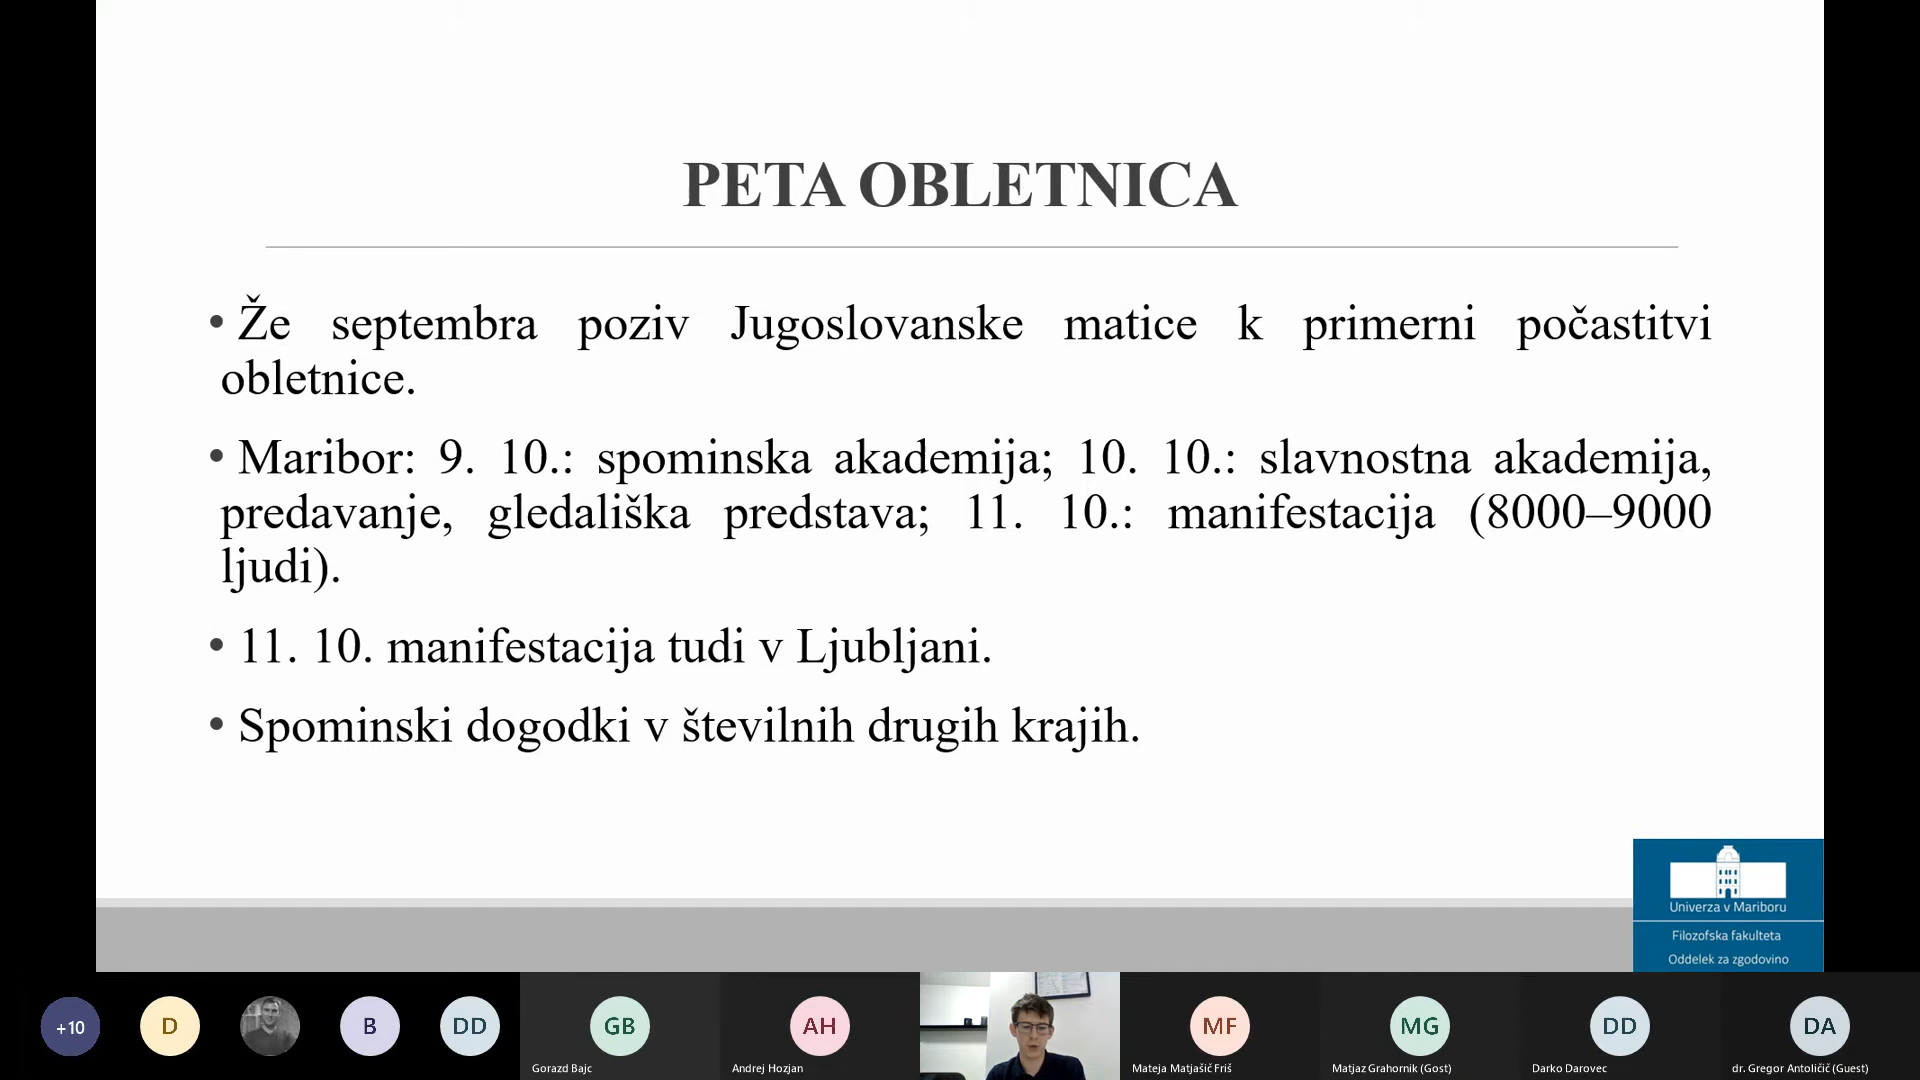 PETA OBLETNICA
• Že septembra poziv Jugoslovanske matice k primerni počastitvi
obletnice.
• Maribor: 9. 10.: spominska akademija; 10. 10.: slavnostna akademija,
predavanje, gledališka predstava; 11. 10.: manifestacija (8000–9000
ljudi).
• 11. 10. manifestacija tudi v Ljubljani.
• Spominski dogodki v številnih drugih krajih.
Univerza v Mariboru
Filozofska fakulteta
Oddelek za zgodovino
+10
D
B
DD
GB
AH
MF
MG
DD
DA
Gorazd Bajc
Andrej Hozjan
Mateja Matjašič Friš
Matjaz Grahornik (Gost)
Darko Darovec
dr. Gregor Antoličič (Guest)